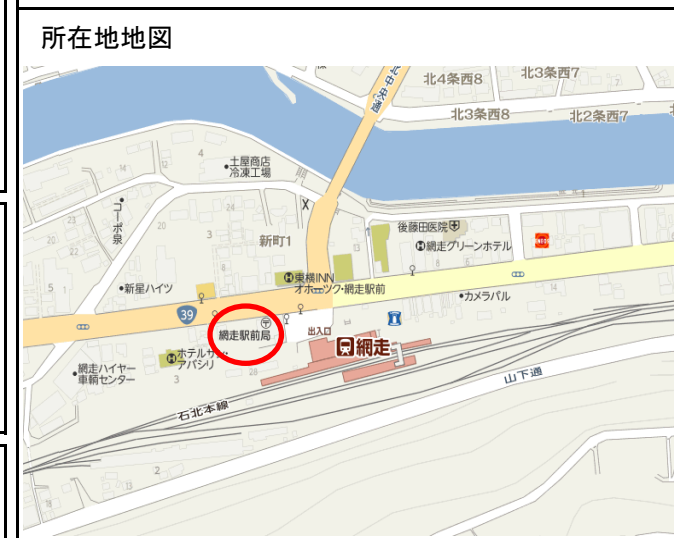 所在地地図
北4条西8
北3条西7
北3条西8
北2条西7
土屋商店
冷凍工場
コーポ泉
新町1
後藤田医院
網走グリーンホテル
東横INN
オホーツク・網走駅前
新星ハイツ
カメラパル
39
網走駅前局
出入口
網走
ホテルサン
アバシリ
網走ハイヤー
車輌センター
石北本線
山下通